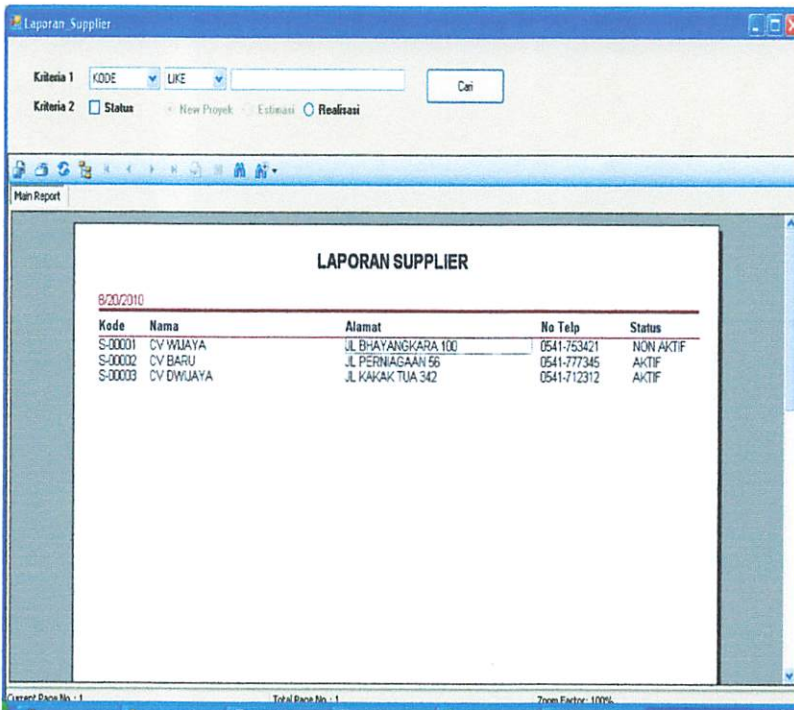 Laporan_Supplier
Kriteria 1 KODE LIKE Cari
Kriteria 2 Status New Proyek Estimasi Realisasi
Main Report
LAPORAN SUPPLIER
8/20/2010
Kode Nama Alamat No Telp Status
S-00001 CV WIJAYA JL BHAYANGKARA 100 0541-753421 NON AKTIF
S-00002 CV BARU JL PERNIAGAAN 56 0541-777345 AKTIF
S-00003 CV DWIJAYA JL KAKAK TUA 342 0541-712312 AKTIF
Current Page No. : 1 Total Page No. : 1 Zoom Factor: 100%